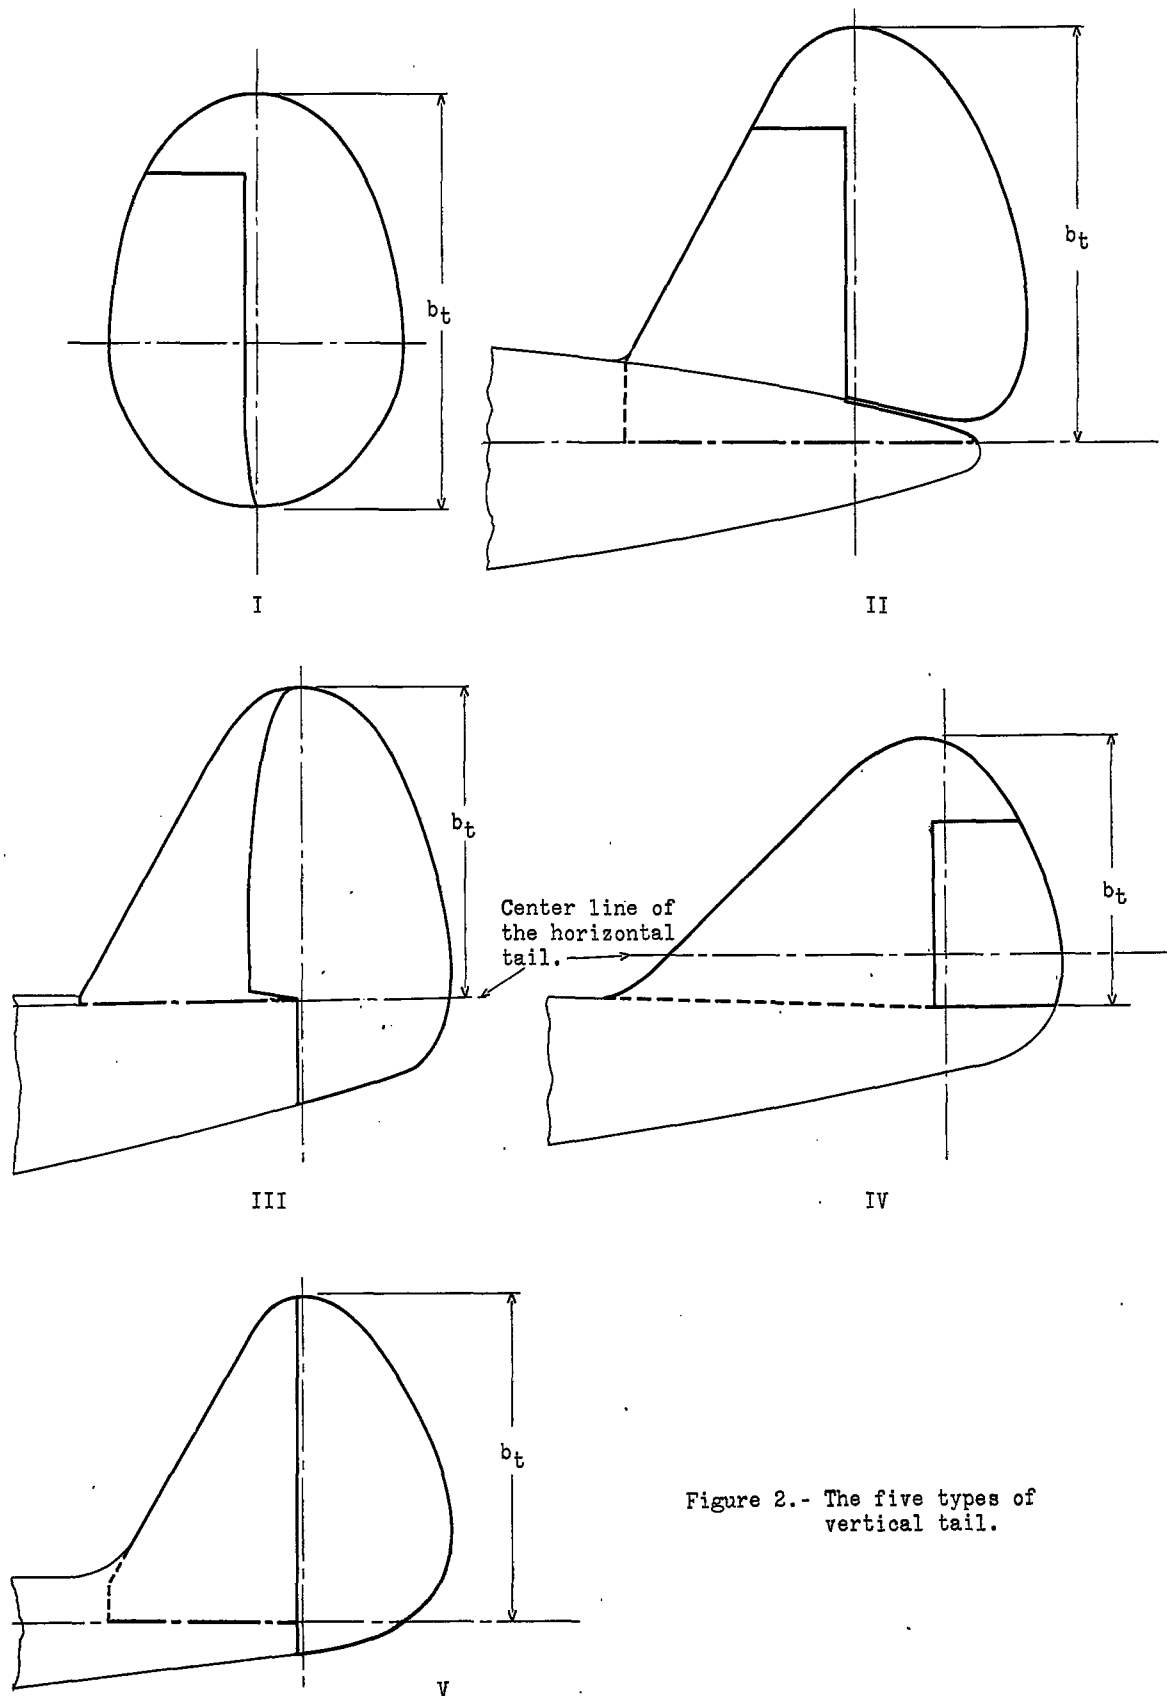 b_t
b_t
I
II
b_t
Center line of
the horizontal
tail.
b_t
III
IV
b_t
Figure 2.- The five types of
vertical tail.
V